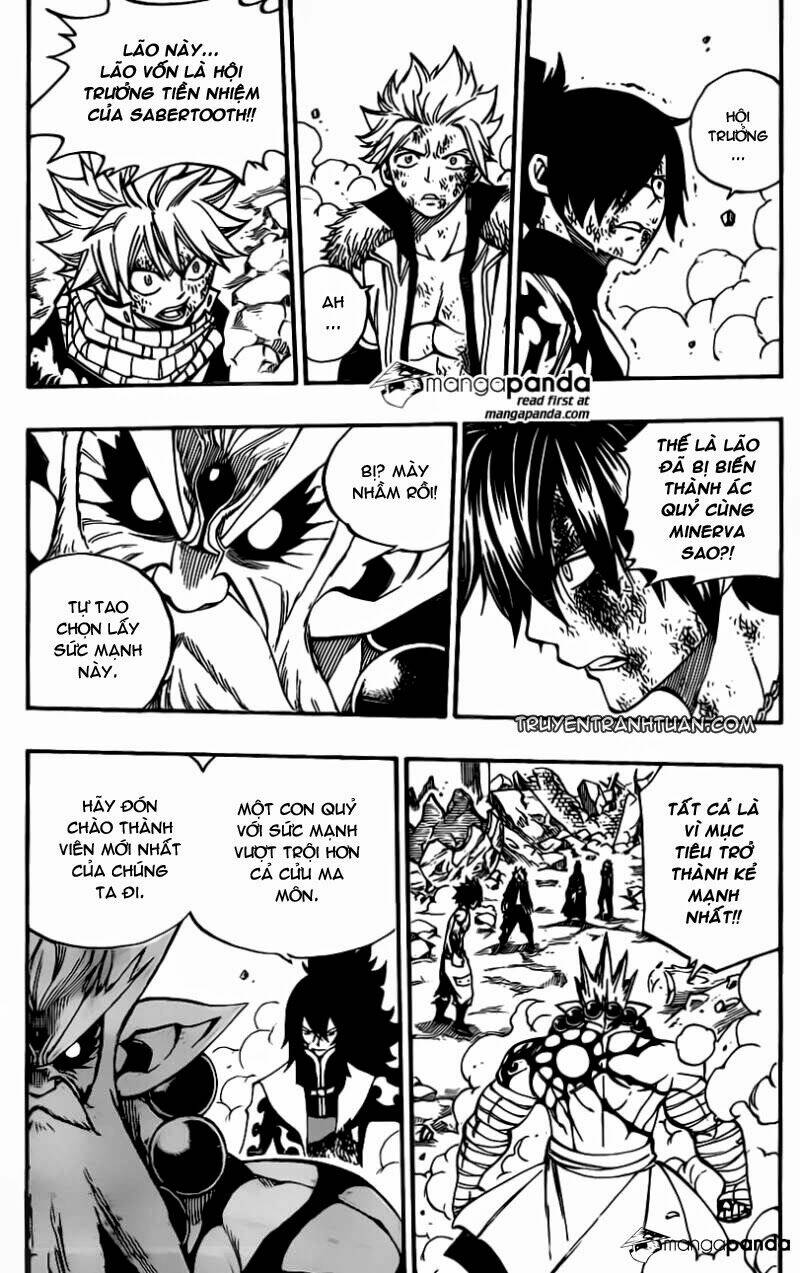 LÃO NÀY...
LÃO VỐN LÀ HỘI
TRƯỞNG TIỀN NHIỆM
CỦA SABERTOOTH!!
AH
...
HỘI
TRƯỞNG
...
mangapanda
read first at
mangapanda.com
BỊ? MÀY
NHẦM RỒI!
TỰ TAO
CHỌN LẤY
SỨC MẠNH
NÀY.
THẾ LÀ LÃO
ĐÃ BỊ BIẾN
THÀNH ÁC
QUỶ CÙNG
MINERVA
SAO?!
TRUYENTRANHTUAN.COM
HÃY ĐÓN
CHÀO THÀNH
VIÊN MỚI NHẤT
CỦA CHÚNG
TA ĐI.
MỘT CON QUỶ
VỚI SỨC MẠNH
VƯỢT TRỘI HƠN
CẢ CỬU MA
MÔN.
TẤT CẢ LÀ
VÌ MỤC
TIÊU TRỞ
THÀNH KẺ
MẠNH
NHẤT!!
mangapanda